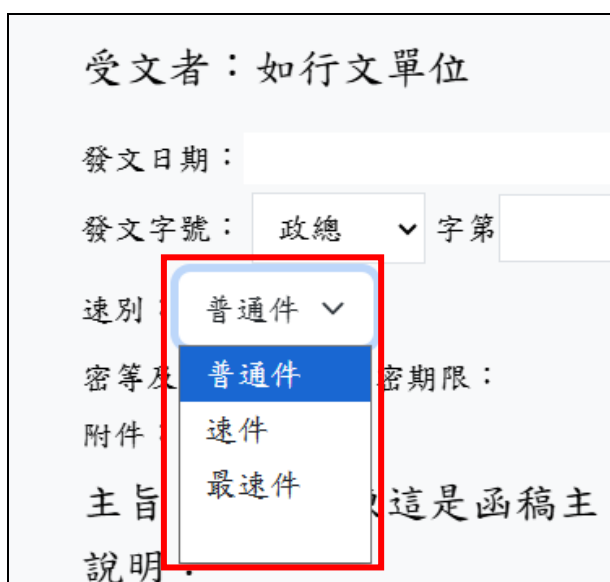 受文者：如行文單位
發文日期：
發文字號： 政總 字第
速別： 普通件
普通件
密等及 密期限：
速件
附件：
最速件
主旨 這是函稿主
說明：